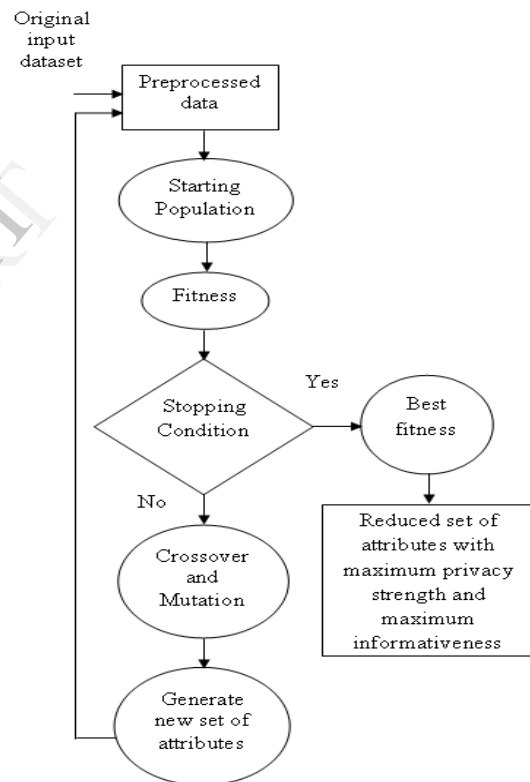 Original
input
dataset
Preprocessed
data
Starting
Population
Fitness
Stopping
Condition
Yes
Best
fitness
No
Crossover
and
Mutation
Reduced set of
attributes with
maximum privacy
strength and
maximum
informativeness
Generate
new set of
attributes